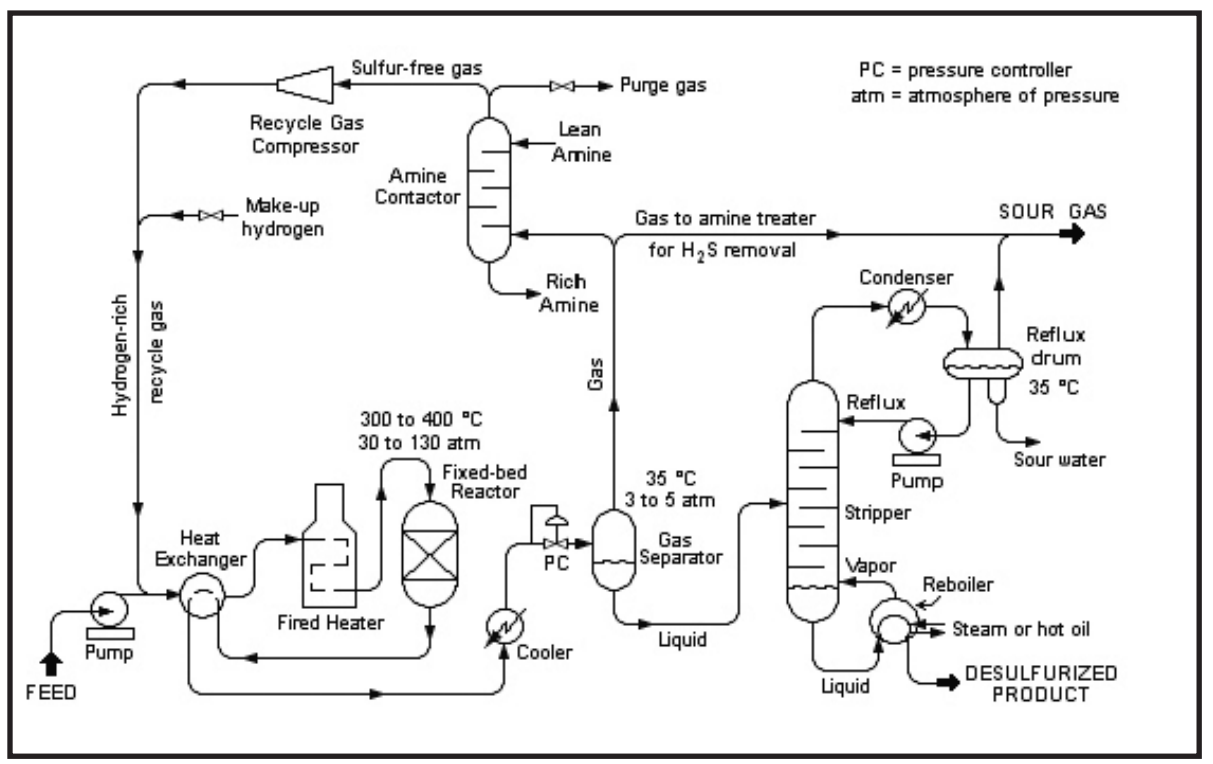 Sulfur-free gas
Purge gas
PC = pressure controller
atm = atmosphere of pressure
Recycle Gas
Compressor
Lean
Amine
Amine
Contactor
Make-up
hydrogen
Gas to amine treater
for H₂S removal
SOUR GAS
Rich
Amine
Condenser
Hydrogen-rich
recycle gas
Gas
Reflux
drum
35 °C
Reflux
Pump
Sour water
300 to 400 °C
30 to 130 atm
Fixed-bed
Reactor
35 °C
3 to 5 atm
Gas
Separator
Stripper
Heat
Exchanger
PC
Vapor
Reboiler
Steam or hot oil
Fired Heater
Cooler
Liquid
Pump
FEED
Liquid
DESULFURIZED
PRODUCT